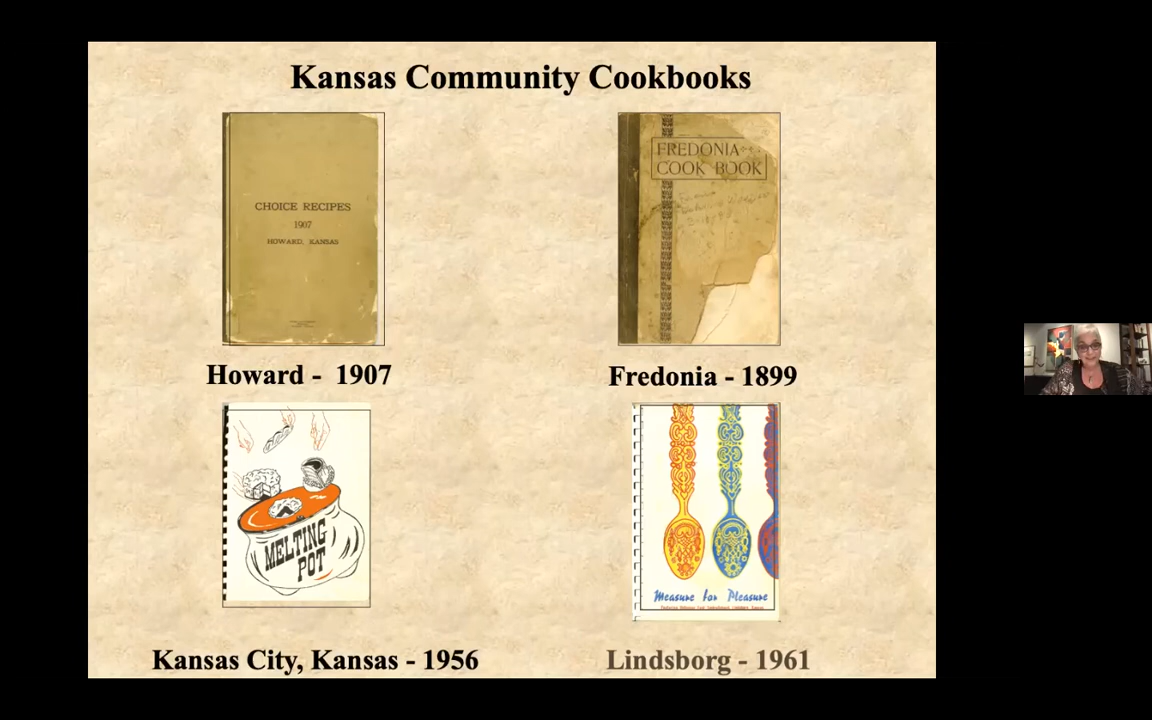 Kansas Community Cookbooks
CHOICE RECIPES
1907
HOWARD, KANSAS
FREDONIA
COOK BOOK
Howard - 1907
Fredonia - 1899
MELTING
POT
Measure for Pleasure
Kansas City, Kansas - 1956
Lindsborg - 1961